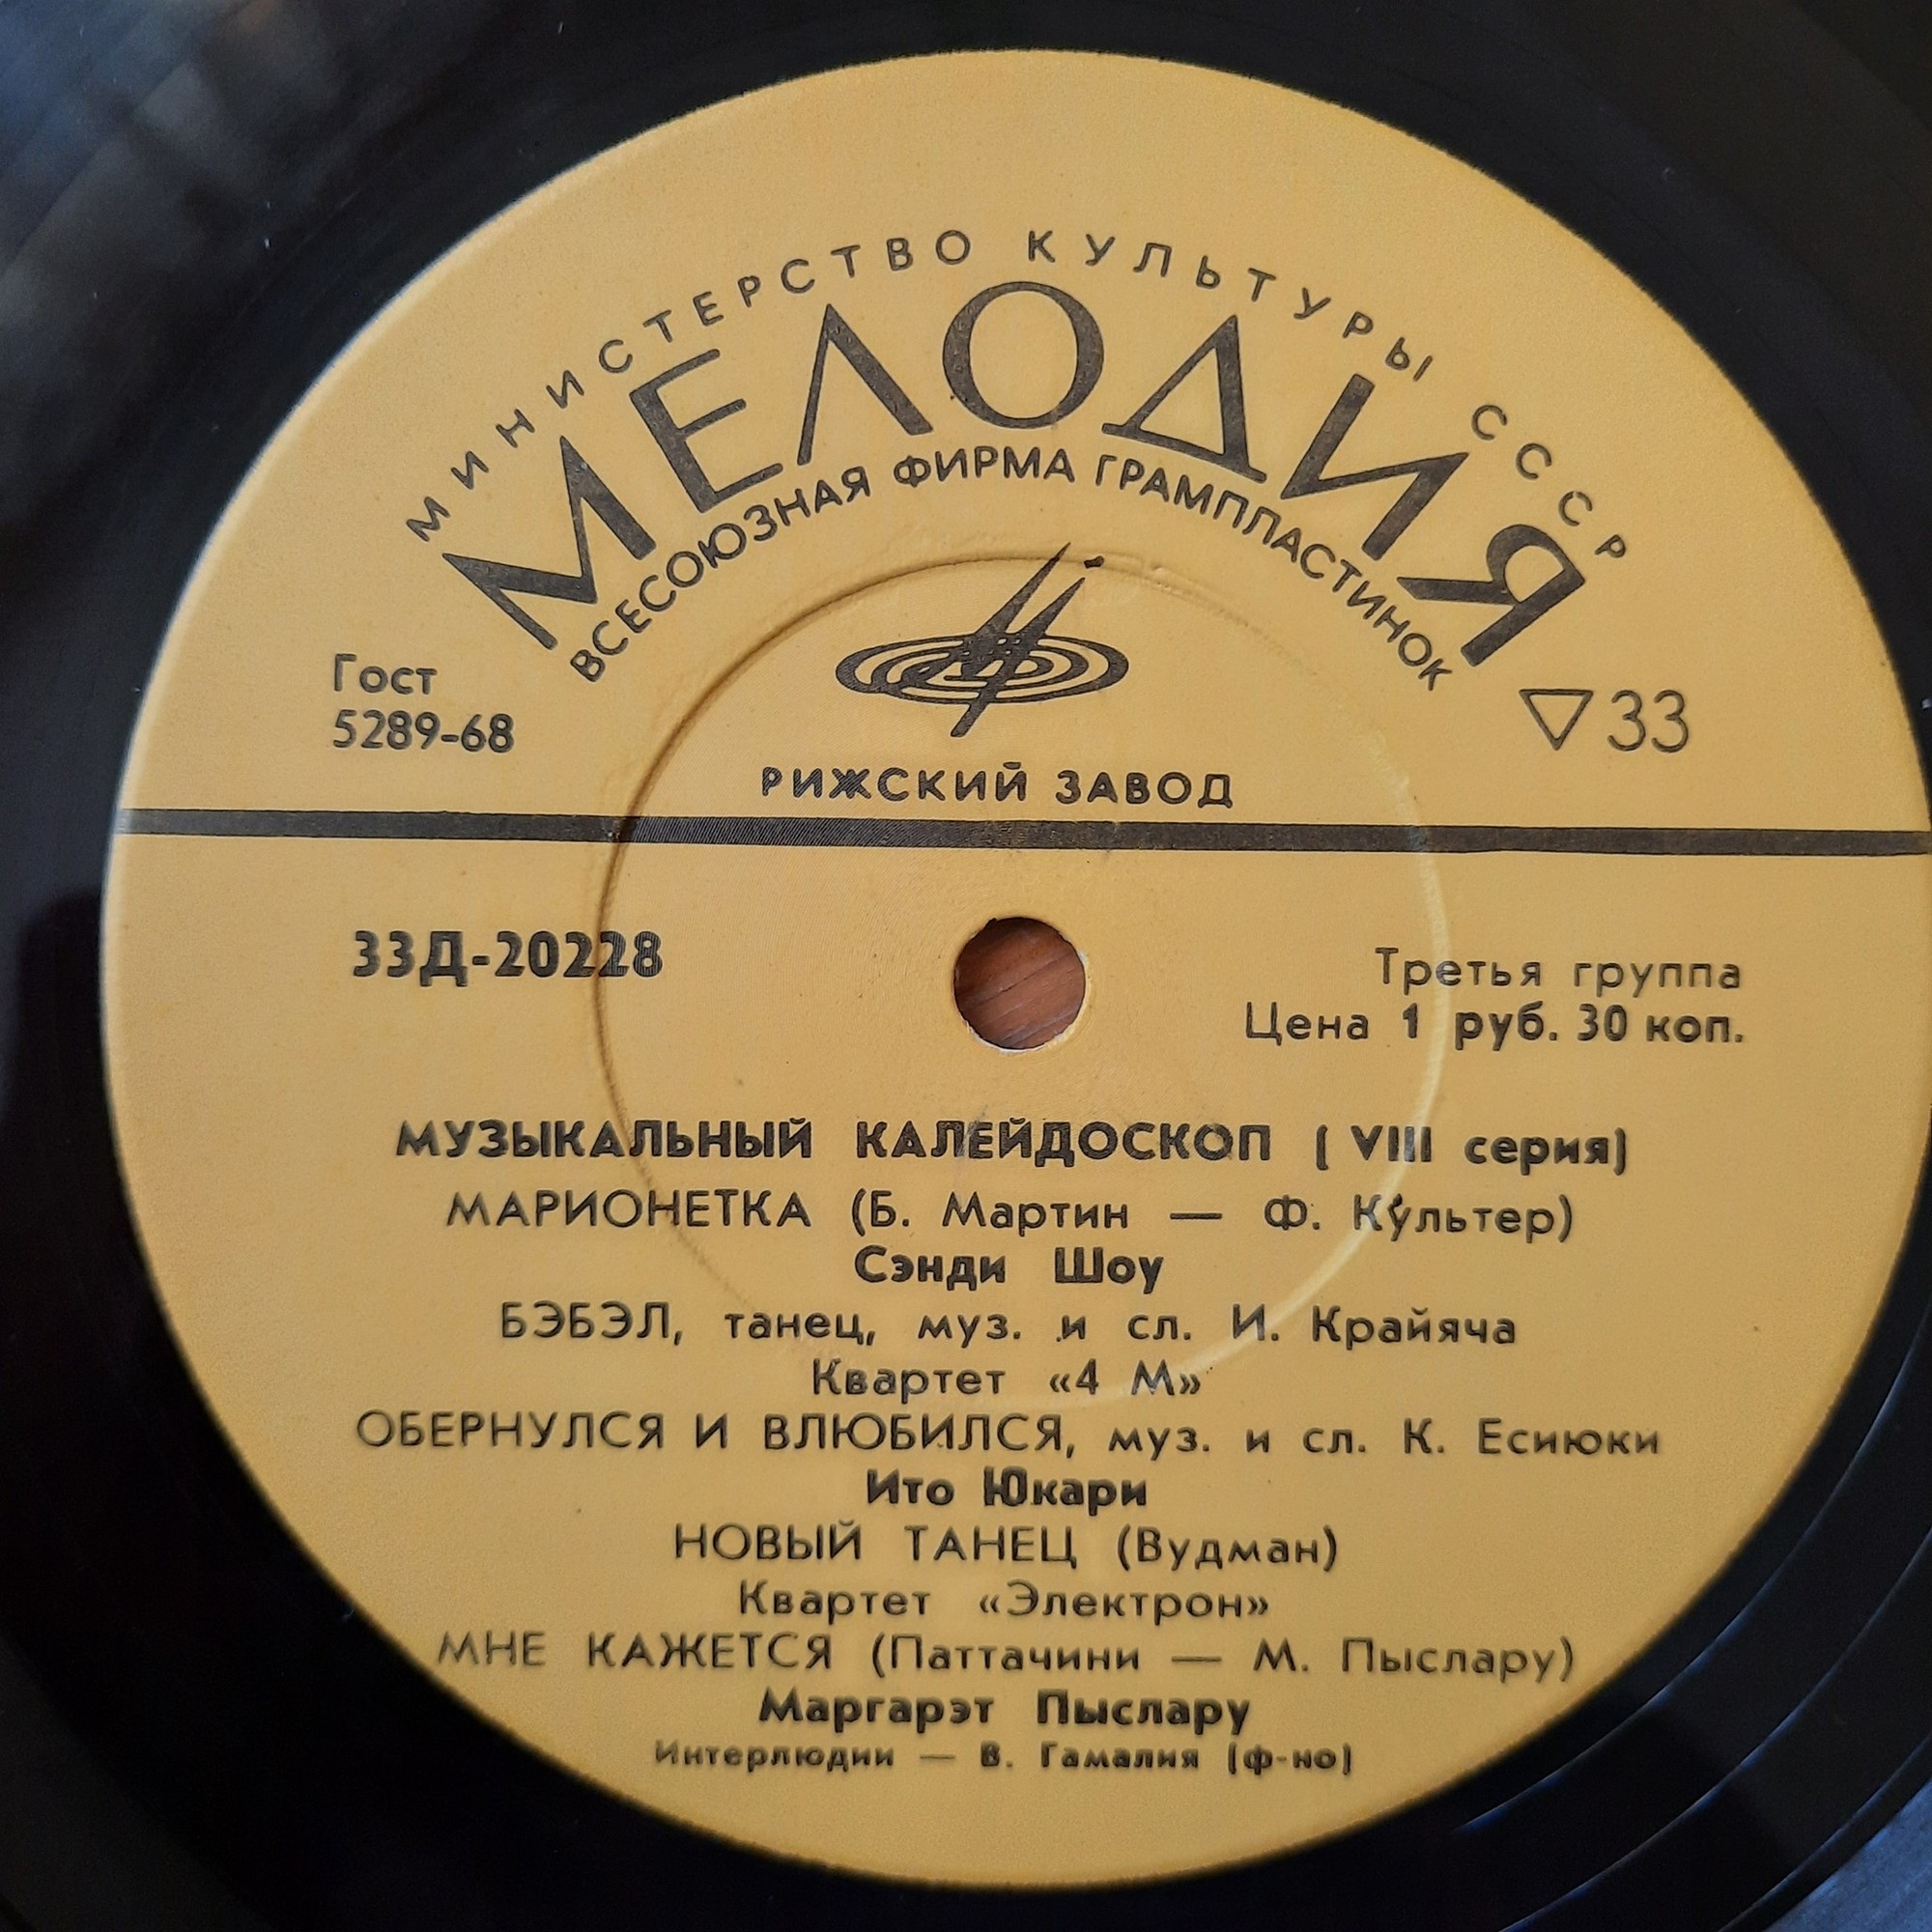 МИНИСТЕРСТВО КУЛЬТУРЫ СССР
МЕЛОДИЯ
ВСЕСОЮЗНАЯ ФИРМА ГРАМПЛАСТИНОК
Гост
5289-68
▽33
РИЖСКИЙ ЗАВОД
33Д-20228
Третья группа
Цена 1 руб. 30 коп.
МУЗЫКАЛЬНЫЙ КАЛЕЙДОСКОП (VIII серия)
МАРИОНЕТКА (Б. Мартин — Ф. Культер)
Сэнди Шоу
БЭБЭЛ, танец, муз. и сл. И. Крайяча
Квартет «4 М»
ОБЕРНУЛСЯ И ВЛЮБИЛСЯ, муз. и сл. К. Есиюки
Ито Юкари
НОВЫЙ ТАНЕЦ (Вудман)
Квартет «Электрон»
МНЕ КАЖЕТСЯ (Паттачини — М. Пыслару)
Маргарэт Пыслару
Интерлюдии — В. Гамалия (ф-но)